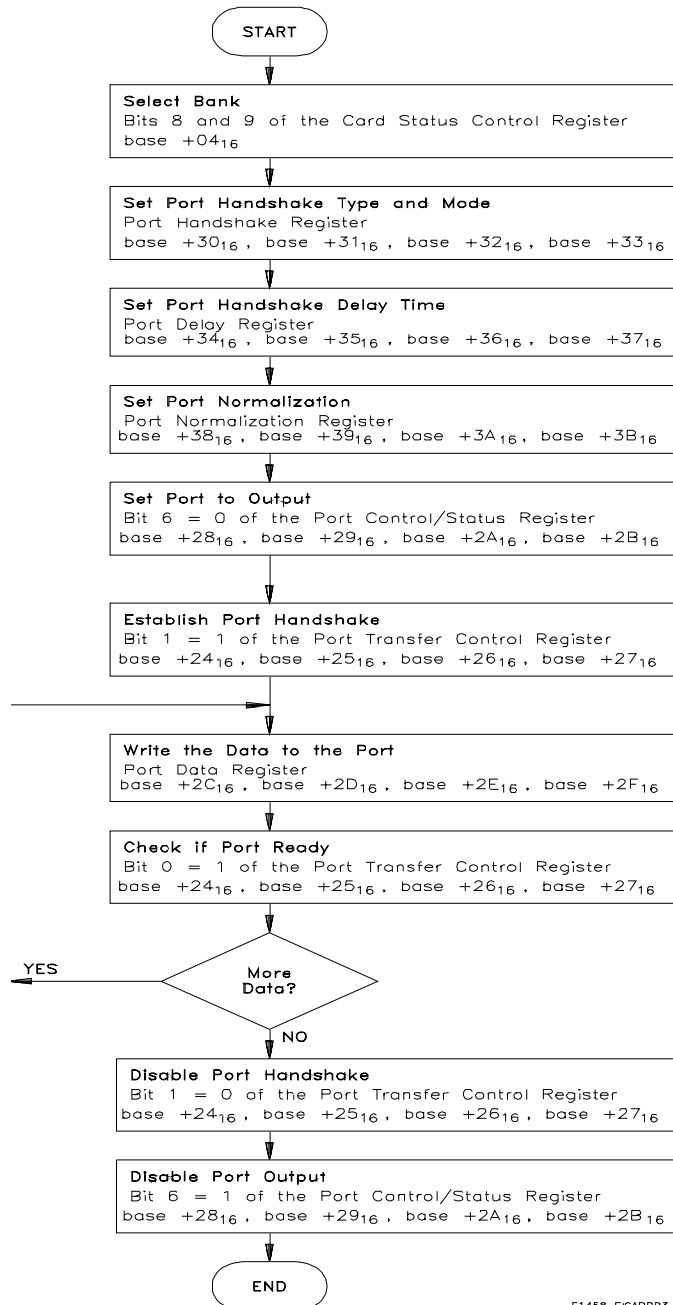 START
Select Bank
Bits 8 and 9 of the Card Status Control Register
base +04₁₆
Set Port Handshake Type and Mode
Port Handshake Register
base +30₁₆, base +31₁₆, base +32₁₆, base +33₁₆
Set Port Handshake Delay Time
Port Delay Register
base +34₁₆, base +35₁₆, base +36₁₆, base +37₁₆
Set Port Normalization
Port Normalization Register
base +38₁₆, base +39₁₆, base +3A₁₆, base +3B₁₆
Set Port to Output
Bit 6 = 0 of the Port Control/Status Register
base +28₁₆, base +29₁₆, base +2A₁₆, base +2B₁₆
Establish Port Handshake
Bit 1 = 1 of the Port Transfer Control Register
base +24₁₆, base +25₁₆, base +26₁₆, base +27₁₆
Write the Data to the Port
Port Data Register
base +2C₁₆, base +2D₁₆, base +2E₁₆, base +2F₁₆
Check if Port Ready
Bit 0 = 1 of the Port Transfer Control Register
base +24₁₆, base +25₁₆, base +26₁₆, base +27₁₆
YES
More
Data?
NO
Disable Port Handshake
Bit 1 = 0 of the Port Transfer Control Register
base +24₁₆, base +25₁₆, base +26₁₆, base +27₁₆
Disable Port Output
Bit 6 = 1 of the Port Control/Status Register
base +28₁₆, base +29₁₆, base +2A₁₆, base +2B₁₆
END